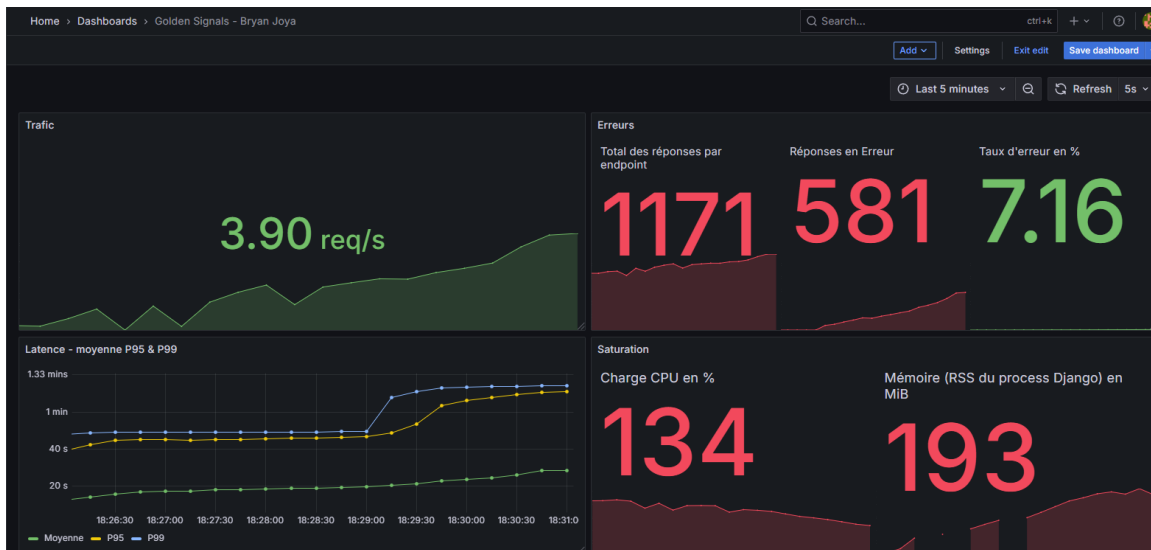 Home › Dashboards › Golden Signals - Bryan Joya
Search...
ctrl+k
Add
Settings
Exit edit
Save dashboard
Last 5 minutes
Refresh
5s
Trafic
3.90 req/s
Erreurs
Total des réponses par
endpoint
1171
Réponses en Erreur
581
Taux d'erreur en %
7.16
Latence - moyenne P95 & P99
1.33 mins
1 min
40 s
20 s
18:26:30 18:27:00 18:27:30 18:28:00 18:28:30 18:29:00 18:29:30 18:30:00 18:30:30 18:31:0
Moyenne P95 P99
Saturation
Charge CPU en %
134
Mémoire (RSS du process Django) en
MiB
193